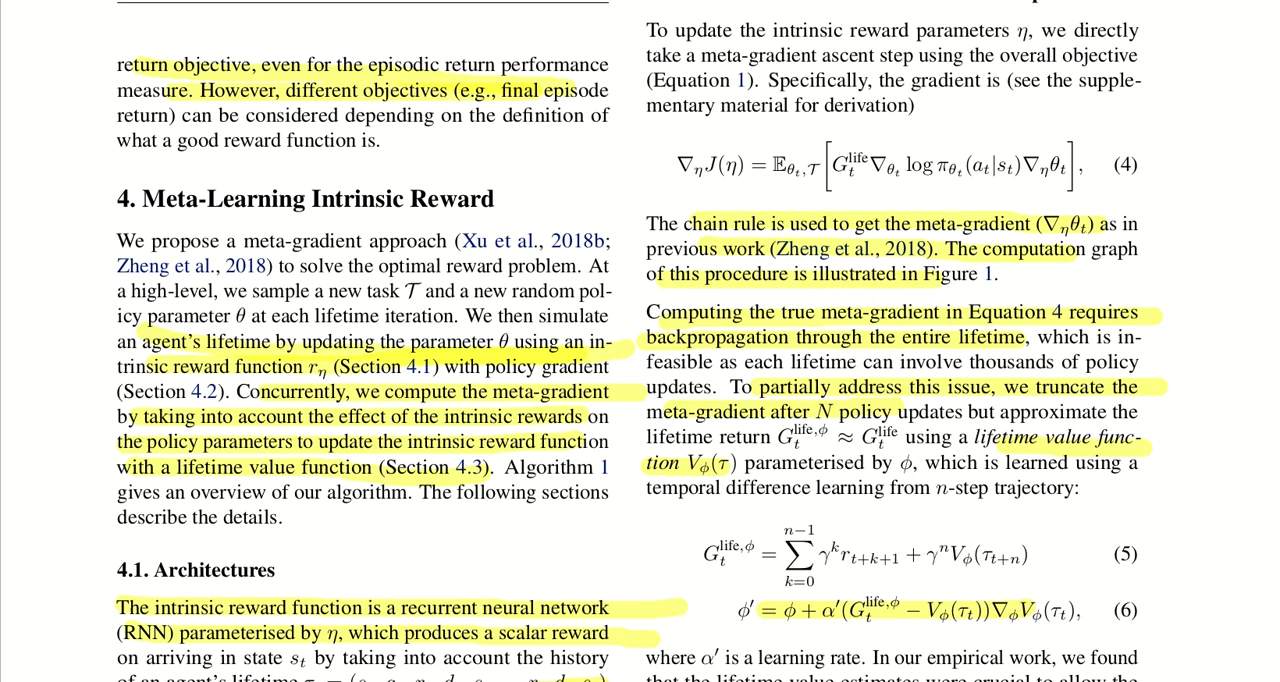 return objective, even for the episodic return performance
measure. However, different objectives (e.g., final episode
return) can be considered depending on the definition of
what a good reward function is.
4. Meta-Learning Intrinsic Reward
We propose a meta-gradient approach (Xu et al., 2018b;
Zheng et al., 2018) to solve the optimal reward problem. At
a high-level, we sample a new task 𝒯 and a new random pol-
icy parameter θ at each lifetime iteration. We then simulate
an agent's lifetime by updating the parameter θ using an in-
trinsic reward function r_η (Section 4.1) with policy gradient
(Section 4.2). Concurrently, we compute the meta-gradient
by taking into account the effect of the intrinsic rewards on
the policy parameters to update the intrinsic reward function
with a lifetime value function (Section 4.3). Algorithm 1
gives an overview of our algorithm. The following sections
describe the details.
4.1. Architectures
The intrinsic reward function is a recurrent neural network
(RNN) parameterised by η, which produces a scalar reward
on arriving in state s_t by taking into account the history
of an agent's lifetime
To update the intrinsic reward parameters η, we directly
take a meta-gradient ascent step using the overall objective
(Equation 1). Specifically, the gradient is (see the supple-
mentary material for derivation)
∇_η J(η) = 𝔼_{θ_t,𝒯} [ G_t^{life} ∇_{θ_t} log π_{θ_t}(a_t|s_t) ∇_η θ_t ], (4)
The chain rule is used to get the meta-gradient (∇_η θ_t) as in
previous work (Zheng et al., 2018). The computation graph
of this procedure is illustrated in Figure 1.
Computing the true meta-gradient in Equation 4 requires
backpropagation through the entire lifetime, which is in-
feasible as each lifetime can involve thousands of policy
updates. To partially address this issue, we truncate the
meta-gradient after N policy updates but approximate the
lifetime return G_t^{life,φ} ≈ G_t^{life} using a lifetime value func-
tion V_φ(τ) parameterised by φ, which is learned using a
temporal difference learning from n-step trajectory:
G_t^{life,φ} = ∑_{k=0}^{n−1} γ^k r_{t+k+1} + γ^n V_φ(τ_{t+n}) (5)
φ′ = φ + α′(G_t^{life,φ} − V_φ(τ_t))∇_φ V_φ(τ_t), (6)
where α′ is a learning rate. In our empirical work, we found
that the lifetime value estimates were crucial to allow the